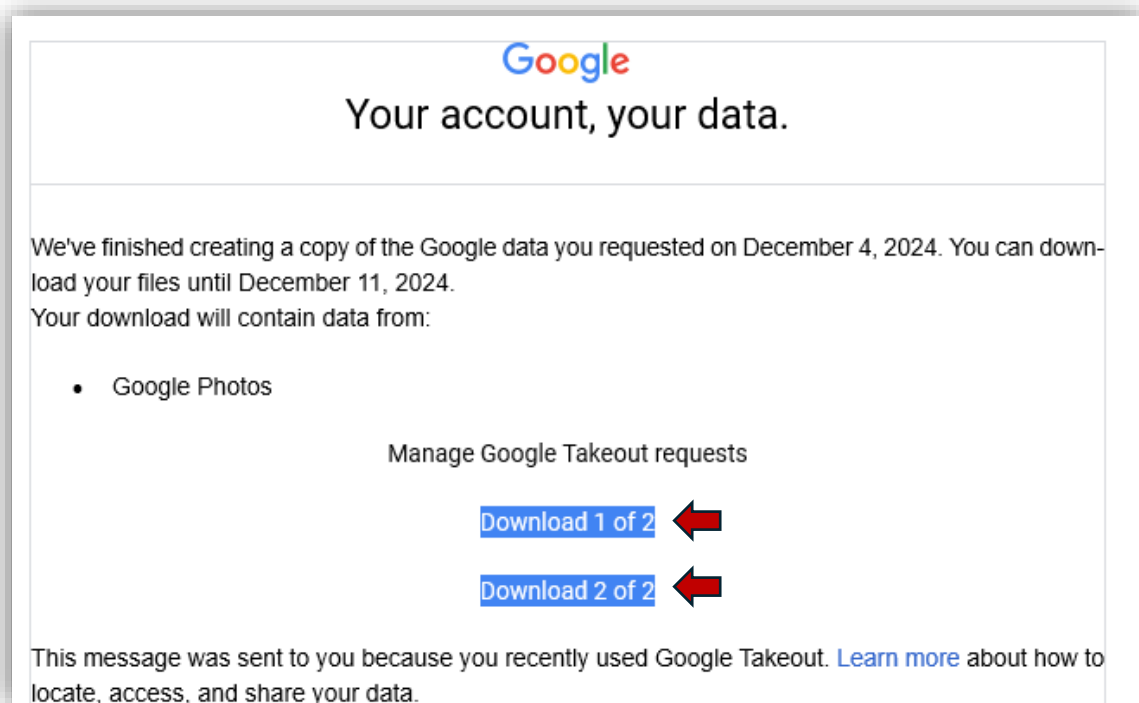 Google
Your account, your data.
We've finished creating a copy of the Google data you requested on December 4, 2024. You can down-
load your files until December 11, 2024.
Your download will contain data from:
• Google Photos
Manage Google Takeout requests
Download 1 of 2
Download 2 of 2
This message was sent to you because you recently used Google Takeout. Learn more about how to
locate, access, and share your data.